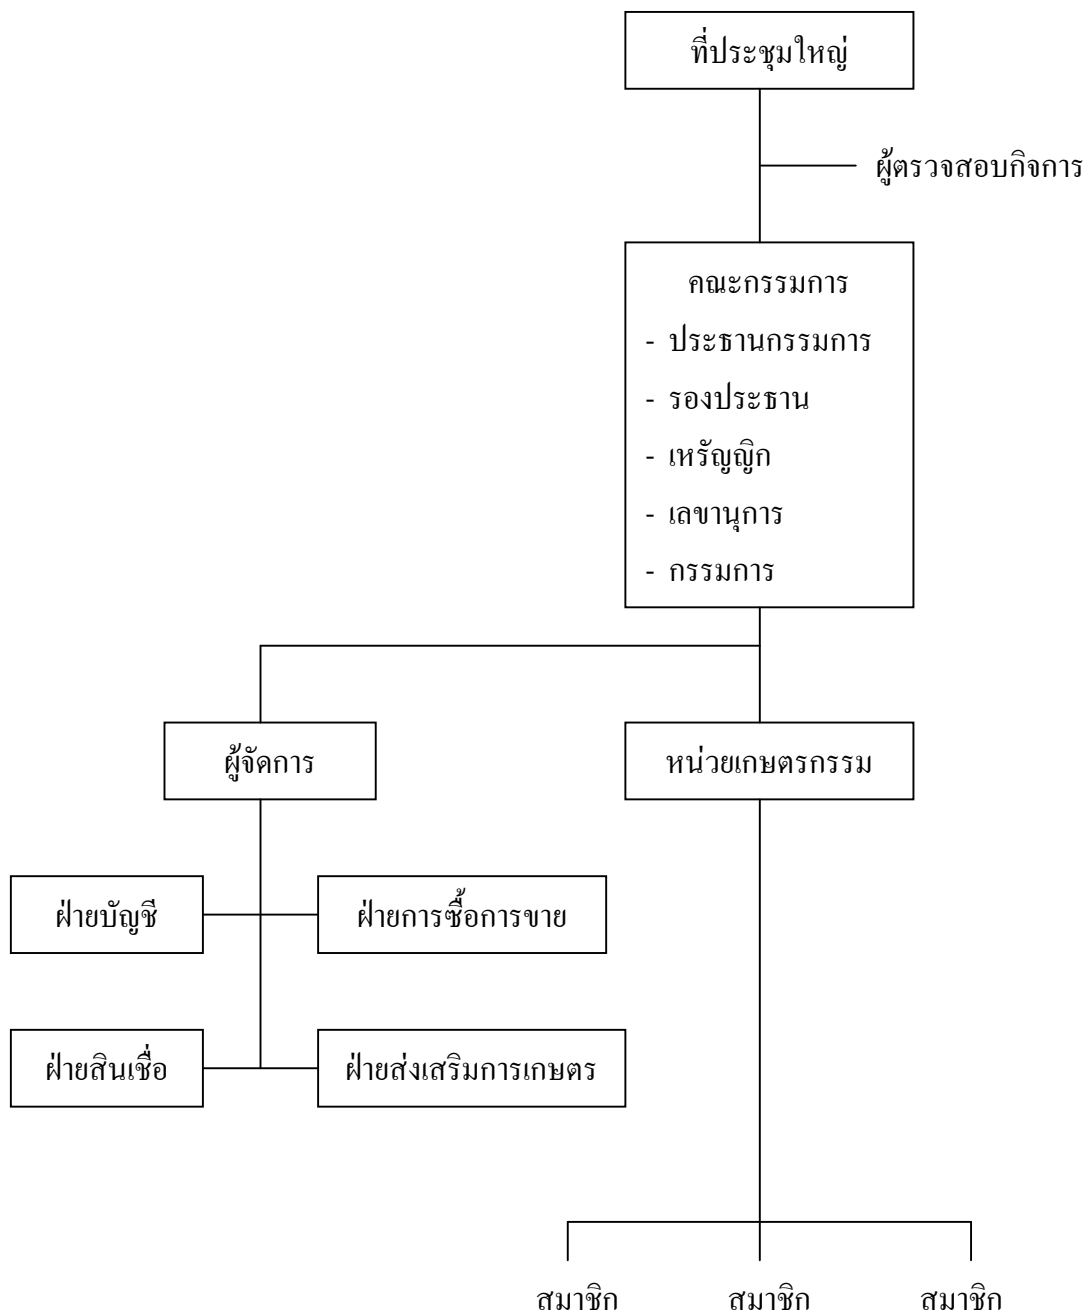 ที่ประชุมใหญ่
ผู้ตรวจสอบกิจการ
คณะกรรมการ
- ประธานกรรมการ
- รองประธาน
- เหรัญญิก
- เลขานุการ
- กรรมการ
ผู้จัดการ
หน่วยเกษตรกรรม
ฝ่ายบัญชี
ฝ่ายการซื้อการขาย
ฝ่ายสินเชื่อ
ฝ่ายส่งเสริมการเกษตร
สมาชิก
สมาชิก
สมาชิก